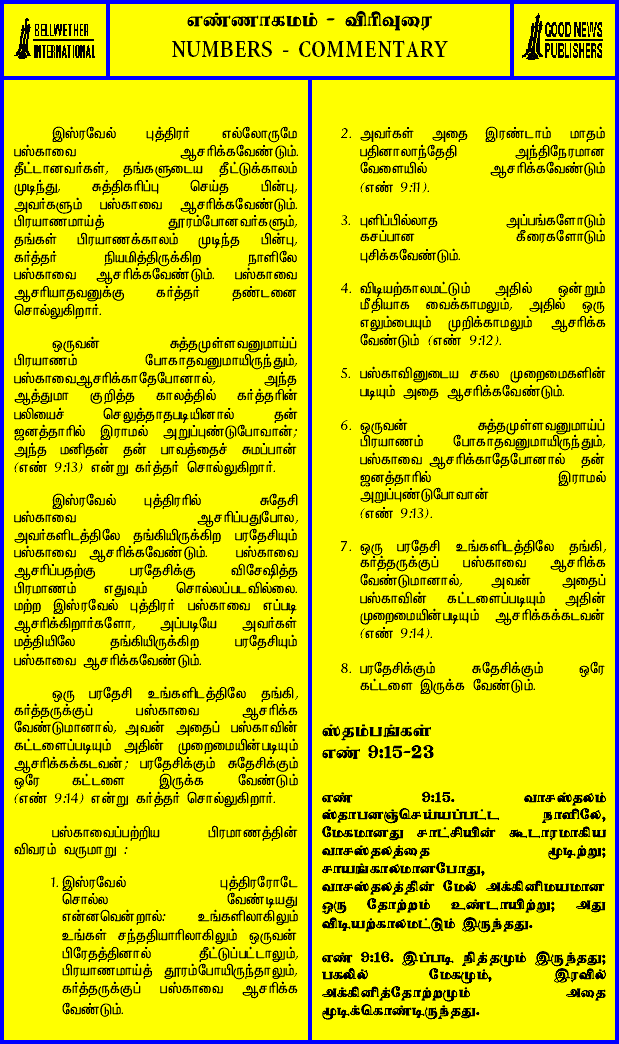 BELLWETHER
INTERNATIONAL
எண்ணாகமம் - விரிவுரை
NUMBERS - COMMENTARY
GOOD NEWS
PUBLISHERS
இஸ்ரவேல் புத்திரர் எல்லோருமே
பஸ்காவை ஆசரிக்கவேண்டும்.
தீட்டானவர்கள், தங்களுடைய தீட்டுக்காலம்
முடிந்து, சுத்திகரிப்பு செய்த பின்பு,
அவர்களும் பஸ்காவை ஆசரிக்கவேண்டும்.
பிரயாணமாய்த் தூரம்போனவர்களும்,
தங்கள் பிரயாணக்காலம் முடிந்த பின்பு,
கர்த்தர் நியமித்திருக்கிற நாளிலே
பஸ்காவை ஆசரிக்கவேண்டும். பஸ்காவை
ஆசரியாதவனுக்கு கர்த்தர் தண்டனை
சொல்லுகிறார்.
ஒருவன் சுத்தமுள்ளவனுமாய்ப்
பிரயாணம் போகாதவனுமாயிருந்தும்,
பஸ்காவைஆசரிக்காதேபோனால், அந்த
ஆத்துமா குறித்த காலத்தில் கர்த்தரின்
பலியைச் செலுத்தாதபடியினால் தன்
ஜனத்தாரில் இராமல் அறுப்புண்டுபோவான்;
அந்த மனிதன் தன் பாவத்தைச் சுமப்பான்
(எண் 9:13) என்று கர்த்தர் சொல்லுகிறார்.
இஸ்ரவேல் புத்திரரில் சுதேசி
பஸ்காவை ஆசரிப்பதுபோல,
அவர்களிடத்திலே தங்கியிருக்கிற பரதேசியும்
பஸ்காவை ஆசரிக்கவேண்டும். பஸ்காவை
ஆசரிப்பதற்கு பரதேசிக்கு விசேஷித்த
பிரமாணம் எதுவும் சொல்லப்படவில்லை.
மற்ற இஸ்ரவேல் புத்திரர் பஸ்காவை எப்படி
ஆசரிக்கிறார்களோ, அப்படியே அவர்கள்
மத்தியிலே தங்கியிருக்கிற பரதேசியும்
பஸ்காவை ஆசரிக்கவேண்டும்.
ஒரு பரதேசி உங்களிடத்திலே தங்கி,
கர்த்தருக்குப் பஸ்காவை ஆசரிக்க
வேண்டுமானால், அவன் அதைப் பஸ்காவின்
கட்டளைப்படியும் அதின் முறைமையின்படியும்
ஆசரிக்கக்கடவன்; பரதேசிக்கும் சுதேசிக்கும்
ஒரே கட்டளை இருக்க வேண்டும்
(எண் 9:14) என்று கர்த்தர் சொல்லுகிறார்.
பஸ்காவைப்பற்றிய பிரமாணத்தின்
விவரம் வருமாறு :
1. இஸ்ரவேல் புத்திரரோடே
சொல்ல வேண்டியது
என்னவென்றால்: உங்களிலாகிலும்
உங்கள் சந்ததியாரிலாகிலும் ஒருவன்
பிரேதத்தினால் தீட்டுப்பட்டாலும்,
பிரயாணமாய்த் தூரம்போயிருந்தாலும்,
கர்த்தருக்குப் பஸ்காவை ஆசரிக்க
வேண்டும்.
2. அவர்கள் அதை இரண்டாம் மாதம்
பதினாலாந்தேதி அந்திநேரமான
வேளையில் ஆசரிக்கவேண்டும்
(எண் 9:11).
3. புளிப்பில்லாத அப்பங்களோடும்
கசப்பான கீரைகளோடும்
புசிக்கவேண்டும்.
4. விடியற்காலமட்டும் அதில் ஒன்றும்
மீதியாக வைக்காமலும், அதில் ஒரு
எலும்பையும் முறிக்காமலும் ஆசரிக்க
வேண்டும் (எண் 9:12).
5. பஸ்காவினுடைய சகல முறைமைகளின்
படியும் அதை ஆசரிக்கவேண்டும்.
6. ஒருவன் சுத்தமுள்ளவனுமாய்ப்
பிரயாணம் போகாதவனுமாயிருந்தும்,
பஸ்காவை ஆசரிக்காதேபோனால் தன்
ஜனத்தாரில் இராமல்
அறுப்புண்டுபோவான்
(எண் 9:13).
7. ஒரு பரதேசி உங்களிடத்திலே தங்கி,
கர்த்தருக்குப் பஸ்காவை ஆசரிக்க
வேண்டுமானால், அவன் அதைப்
பஸ்காவின் கட்டளைப்படியும் அதின்
முறைமையின்படியும் ஆசரிக்கக்கடவன்
(எண் 9:14).
8. பரதேசிக்கும் சுதேசிக்கும் ஒரே
கட்டளை இருக்க வேண்டும்.
ஸ்தம்பங்கள்
எண் 9:15-23
எண் 9:15. வாசஸ்தலம்
ஸ்தாபனஞ்செய்யப்பட்ட நாளிலே,
மேகமானது சாட்சியின் கூடாரமாகிய
வாசஸ்தலத்தை மூடிற்று;
சாயங்காலமானபோது,
வாசஸ்தலத்தின் மேல் அக்கினிமயமான
ஒரு தோற்றம் உண்டாயிற்று; அது
விடியற்காலமட்டும் இருந்தது.
எண் 9:16. இப்படி நித்தமும் இருந்தது;
பகலில் மேகமும், இரவில்
அக்கினித்தோற்றமும் அதை
மூடிக்கொண்டிருந்தது.